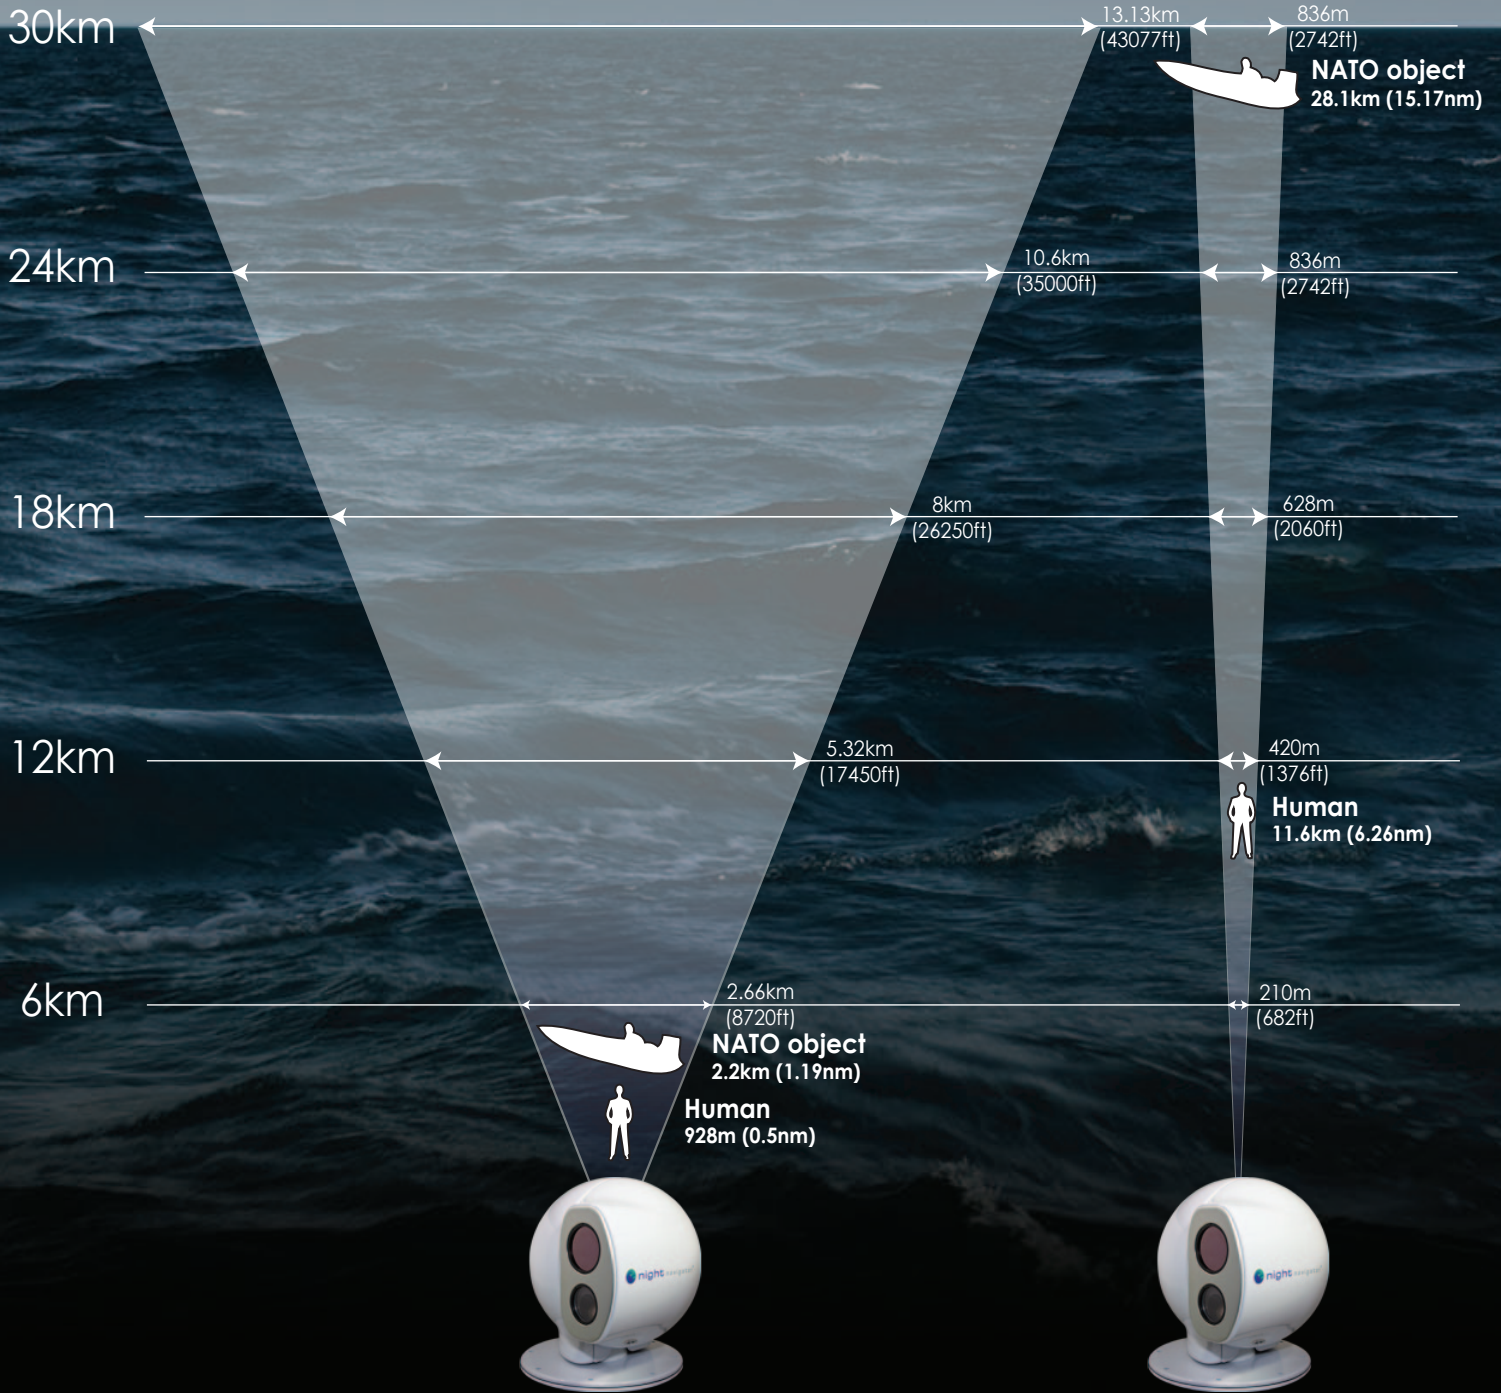 30km
13.13km
(43077ft)
836m
(2742ft)
NATO object
28.1km (15.17nm)
24km
10.6km
(35000ft)
836m
(2742ft)
18km
8km
(26250ft)
628m
(2060ft)
12km
5.32km
(17450ft)
420m
(1376ft)
Human
11.6km (6.26nm)
6km
2.66km
(8720ft)
210m
(682ft)
NATO object
2.2km (1.19nm)
Human
928m (0.5nm)
night
night